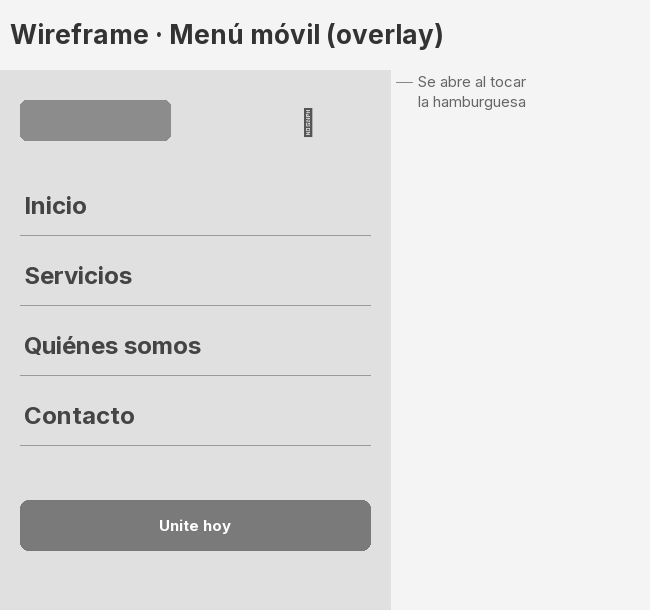 Wireframe · Menú móvil (overlay)
Se abre al tocar
la hamburguesa
Inicio
Servicios
Quiénes somos
Contacto
Unite hoy